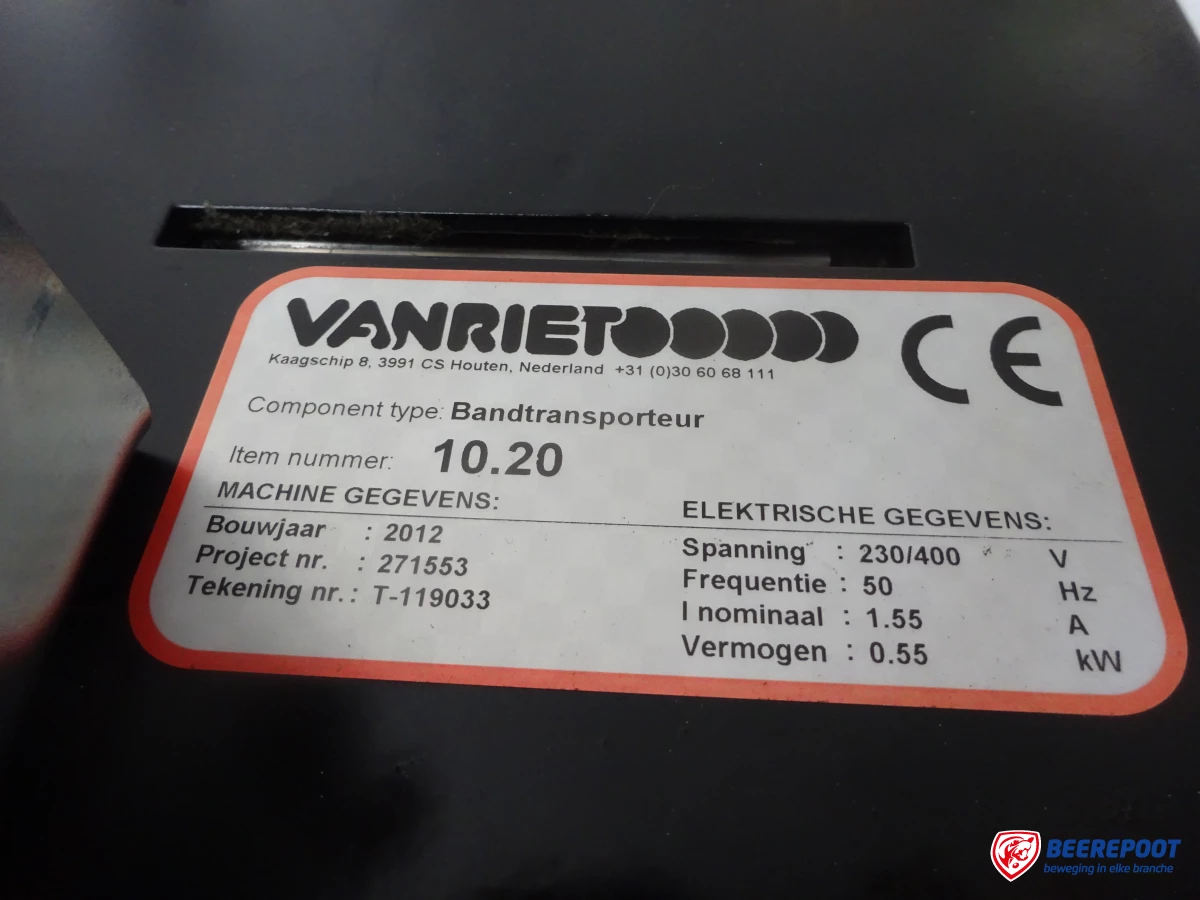 VANRIET
Kaagschip 8, 3991 CS Houten, Nederland +31 (0)30 60 68 111
CE
Component type: Bandtransporteur
Item nummer: 10.20
MACHINE GEGEVENS:
Bouwjaar : 2012
Project nr. : 271553
Tekening nr. : T-119033
ELEKTRISCHE GEGEVENS:
Spanning : 230/400 V
Frequentie : 50 Hz
I nominaal : 1.55 A
Vermogen : 0.55 kW
BEEREPOOT
beweging in elke branche